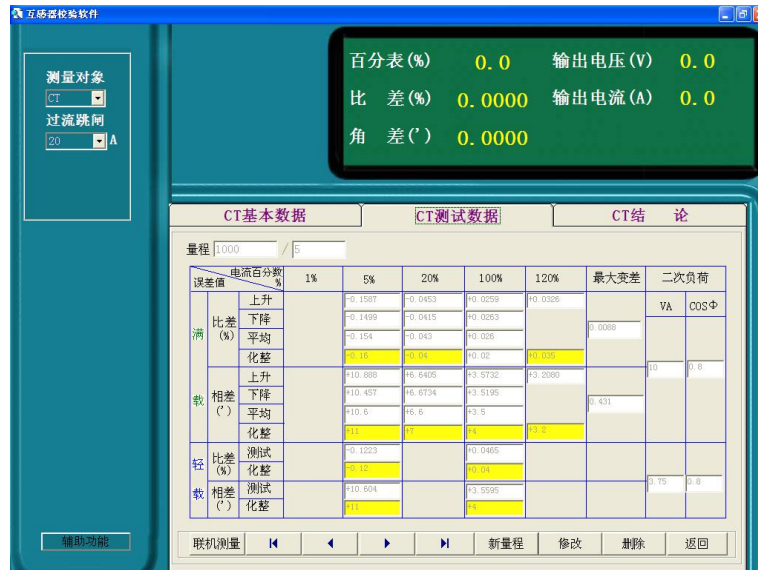 互感器校验软件
测量对象
CT
过流跳闸
20 A
百分表(%) 0.0 输出电压(V) 0.0
比 差(%) 0.0000 输出电流(A) 0.0
角 差(') 0.0000
CT基本数据 CT测试数据 CT结 论
量程 1000 / 5
电流百分数 % 误差值 1% 5% 20% 100% 120% 最大变差 二次负荷
VA COSΦ
满载 比差(%) 上升 -0.1587 -0.0453 +0.0259 +0.0326
下降 -0.1499 -0.0415 +0.0263 0.0088
平均 -0.154 -0.043 +0.026
化整 -0.16 -0.04 +0.02 +0.035
10 0.8
相差(') 上升 +10.888 +6.6405 +3.5732 +3.2080
下降 +10.457 +6.6734 +3.5195 0.431
平均 +10.6 +6.6 +3.5
化整 +11 +7 +4 +3.2
轻载 比差(%) 测试 -0.1223 +0.0465
化整 -0.12 +0.04
3.75 0.8
相差(') 测试 +10.604 +3.5595
化整 +11 +4
辅助功能
联机测量 新量程 修改 删除 返回